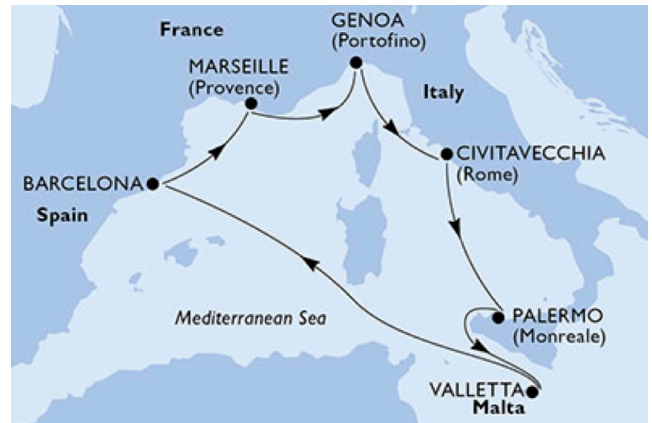 GENOA
(Portofino)
France
MARSEILLE
(Provence)
Italy
CIVITAVECCHIA
(Rome)
BARCELONA
Spain
Mediterranean Sea
PALERMO
(Monreale)
VALLETTA
Malta